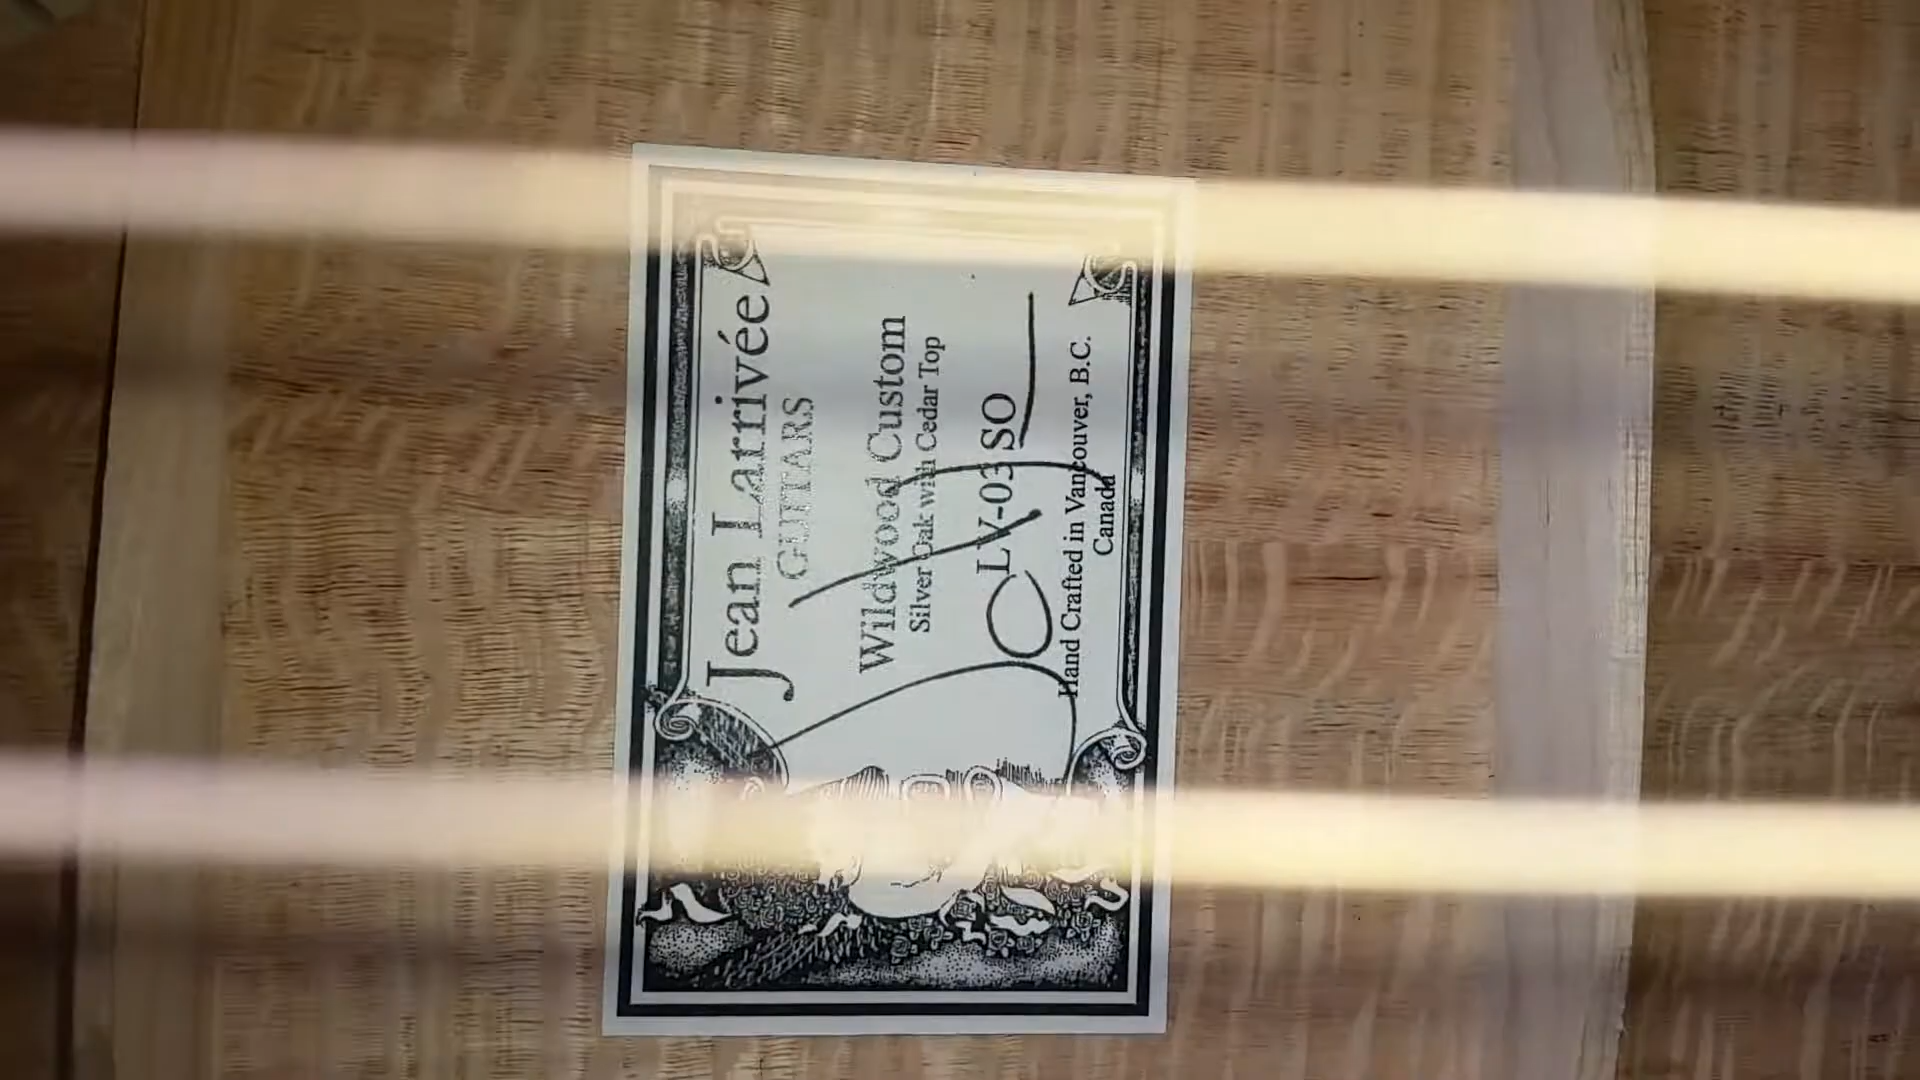 Jean Larrivée
GUITARS
Wildwood Custom
Silver Oak with Cedar Top
LV-03 SO
Hand Crafted in Vancouver, B.C.
Canada